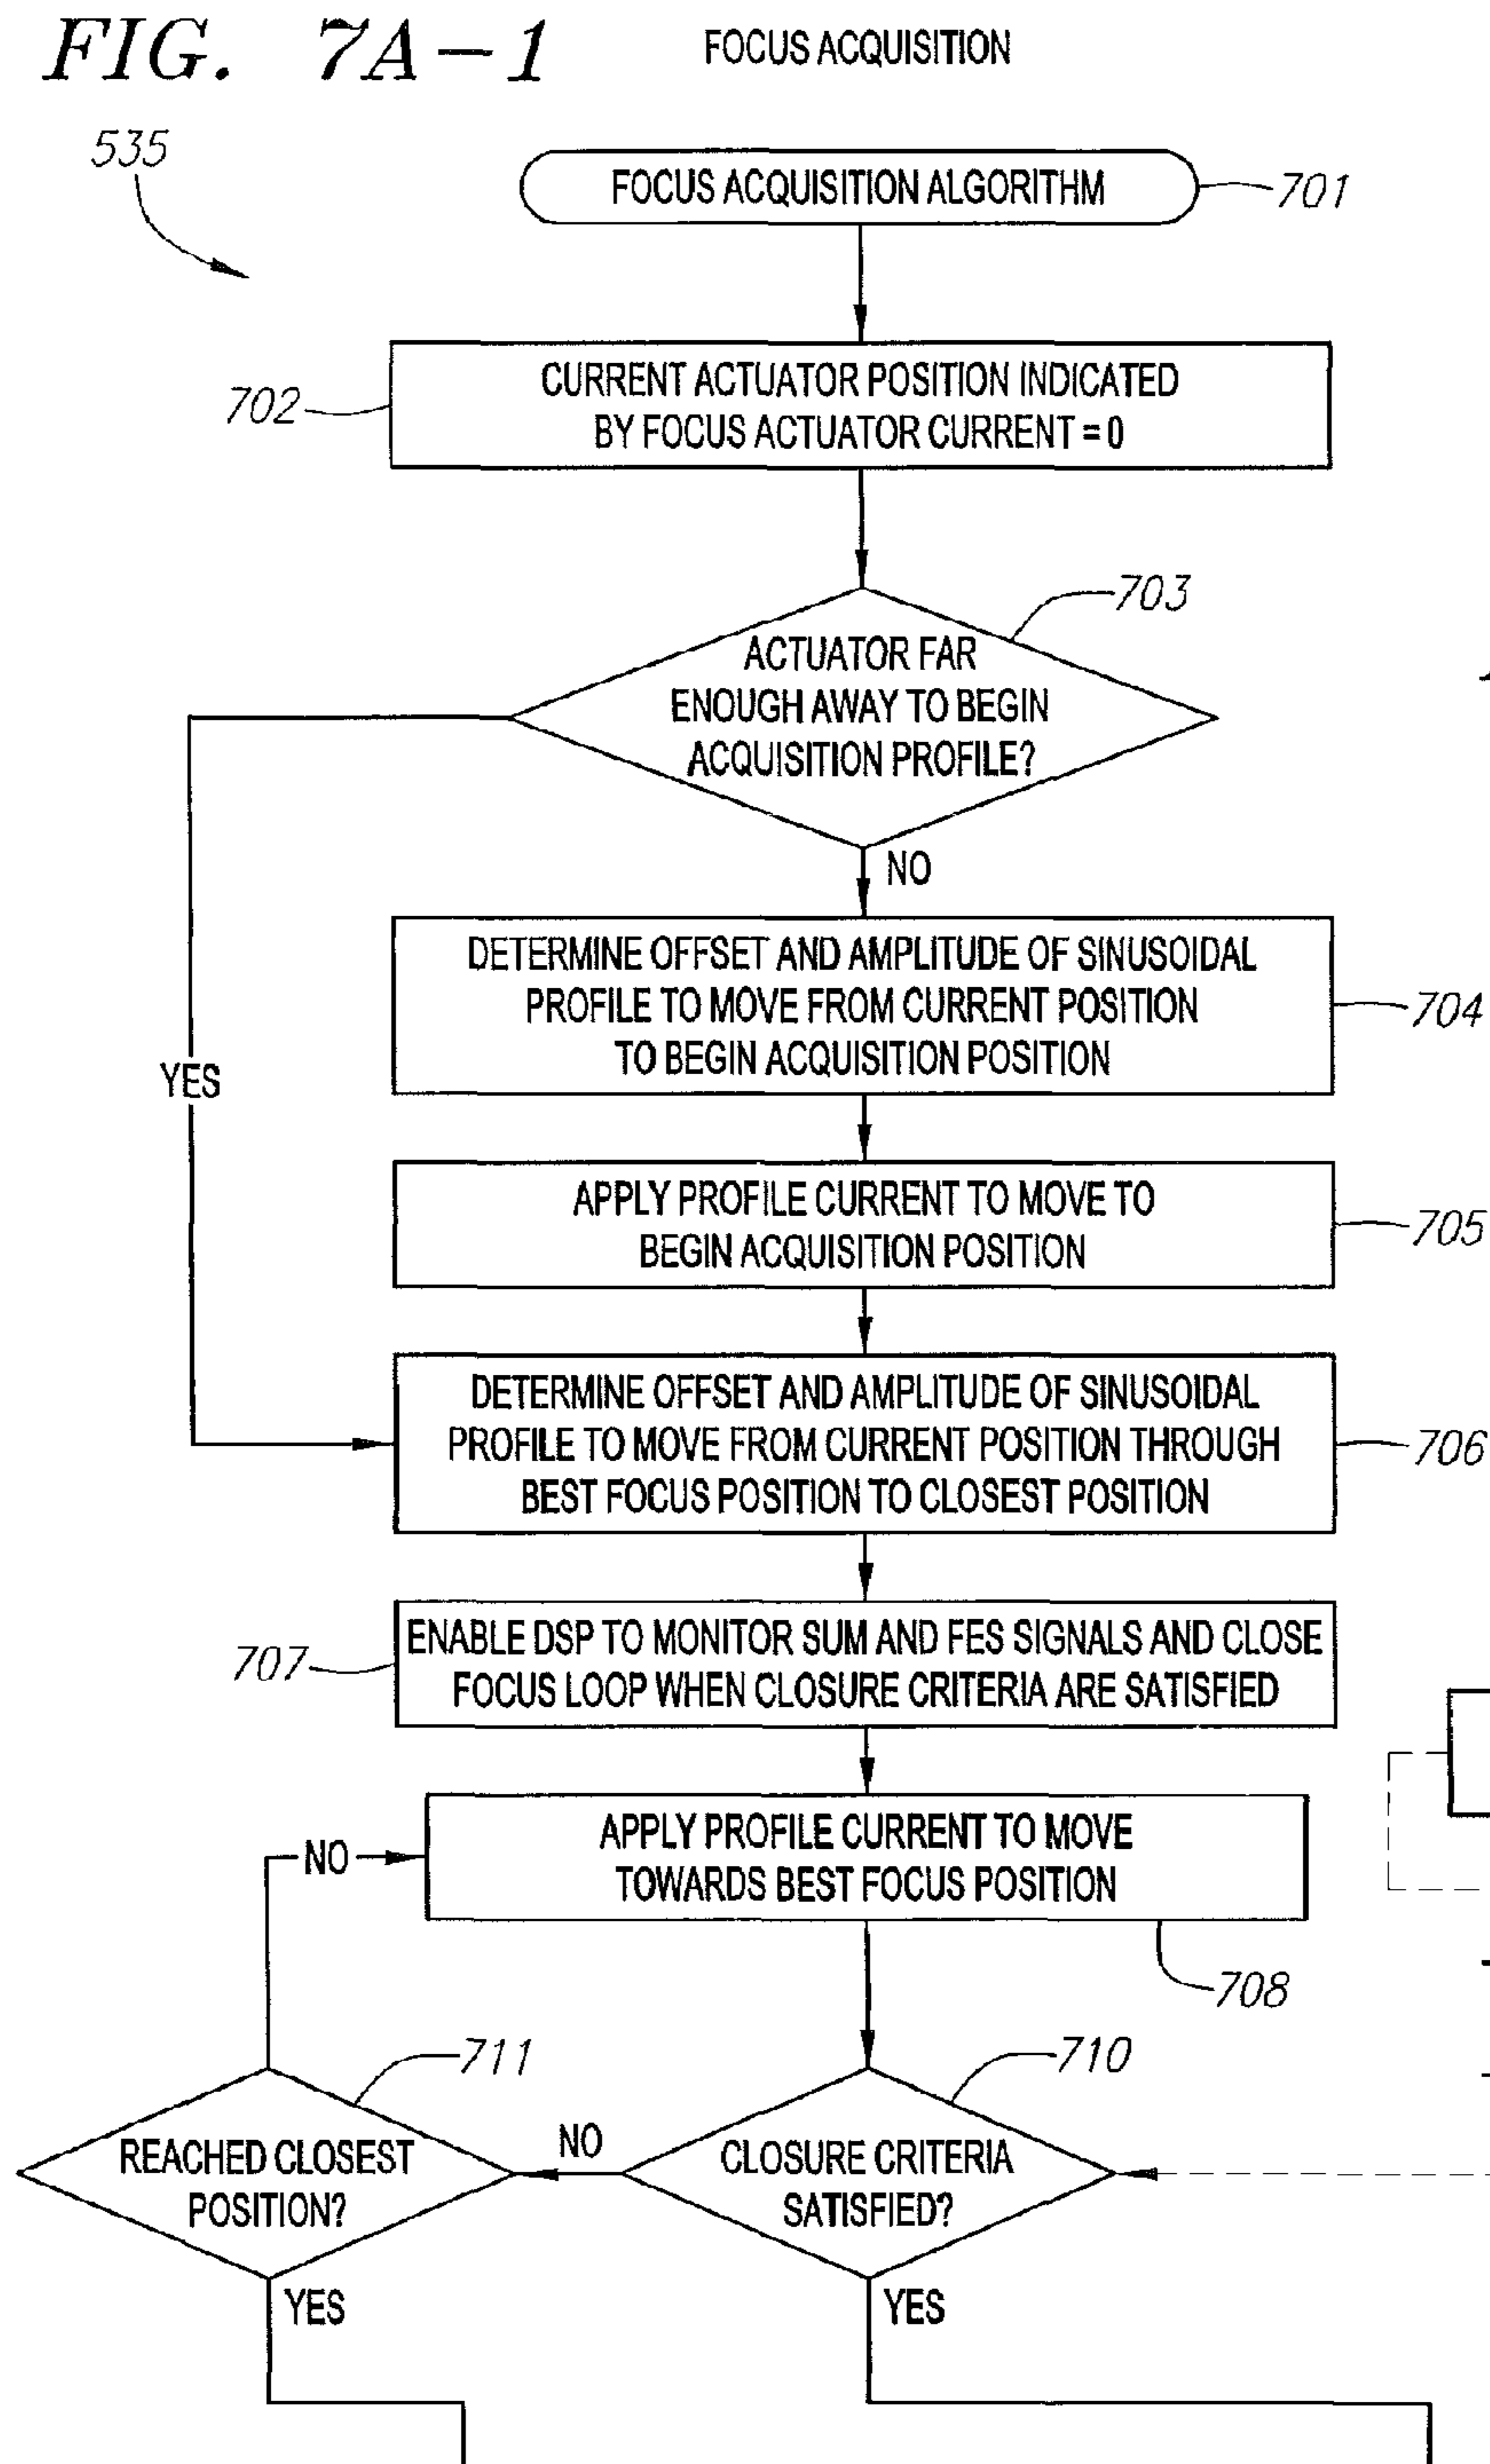 FIG. 7A-1
FOCUS ACQUISITION
535
FOCUS ACQUISITION ALGORITHM
701
CURRENT ACTUATOR POSITION INDICATED
BY FOCUS ACTUATOR CURRENT = 0
702
703
ACTUATOR FAR
ENOUGH AWAY TO BEGIN
ACQUISITION PROFILE?
NO
YES
DETERMINE OFFSET AND AMPLITUDE OF SINUSOIDAL
PROFILE TO MOVE FROM CURRENT POSITION
TO BEGIN ACQUISITION POSITION
704
APPLY PROFILE CURRENT TO MOVE TO
BEGIN ACQUISITION POSITION
705
DETERMINE OFFSET AND AMPLITUDE OF SINUSOIDAL
PROFILE TO MOVE FROM CURRENT POSITION THROUGH
BEST FOCUS POSITION TO CLOSEST POSITION
706
ENABLE DSP TO MONITOR SUM AND FES SIGNALS AND CLOSE
FOCUS LOOP WHEN CLOSURE CRITERIA ARE SATISFIED
707
APPLY PROFILE CURRENT TO MOVE
TOWARDS BEST FOCUS POSITION
NO
708
711
710
REACHED CLOSEST
POSITION?
NO
CLOSURE CRITERIA
SATISFIED?
YES
YES